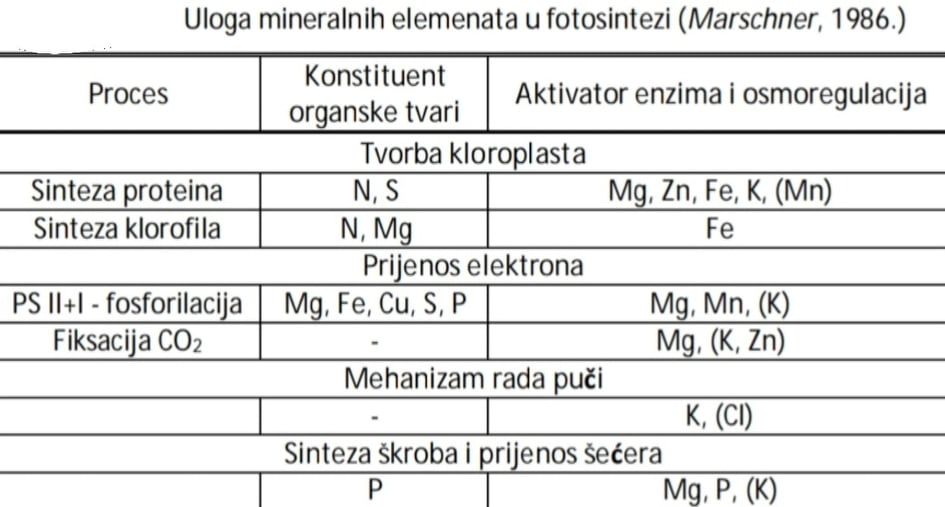 Uloga mineralnih elemenata u fotosintezi (Marschner, 1986.)
Proces
Konstituent
organske tvari
Aktivator enzima i osmoregulacija
Tvorba kloroplasta
Sinteza proteina
N, S
Mg, Zn, Fe, K, (Mn)
Sinteza klorofila
N, Mg
Fe
Prijenos elektrona
PS II+I - fosforilacija
Mg, Fe, Cu, S, P
Mg, Mn, (K)
Fiksacija CO₂
-
Mg, (K, Zn)
Mehanizam rada puči
-
K, (Cl)
Sinteza škroba i prijenos šećera
P
Mg, P, (K)